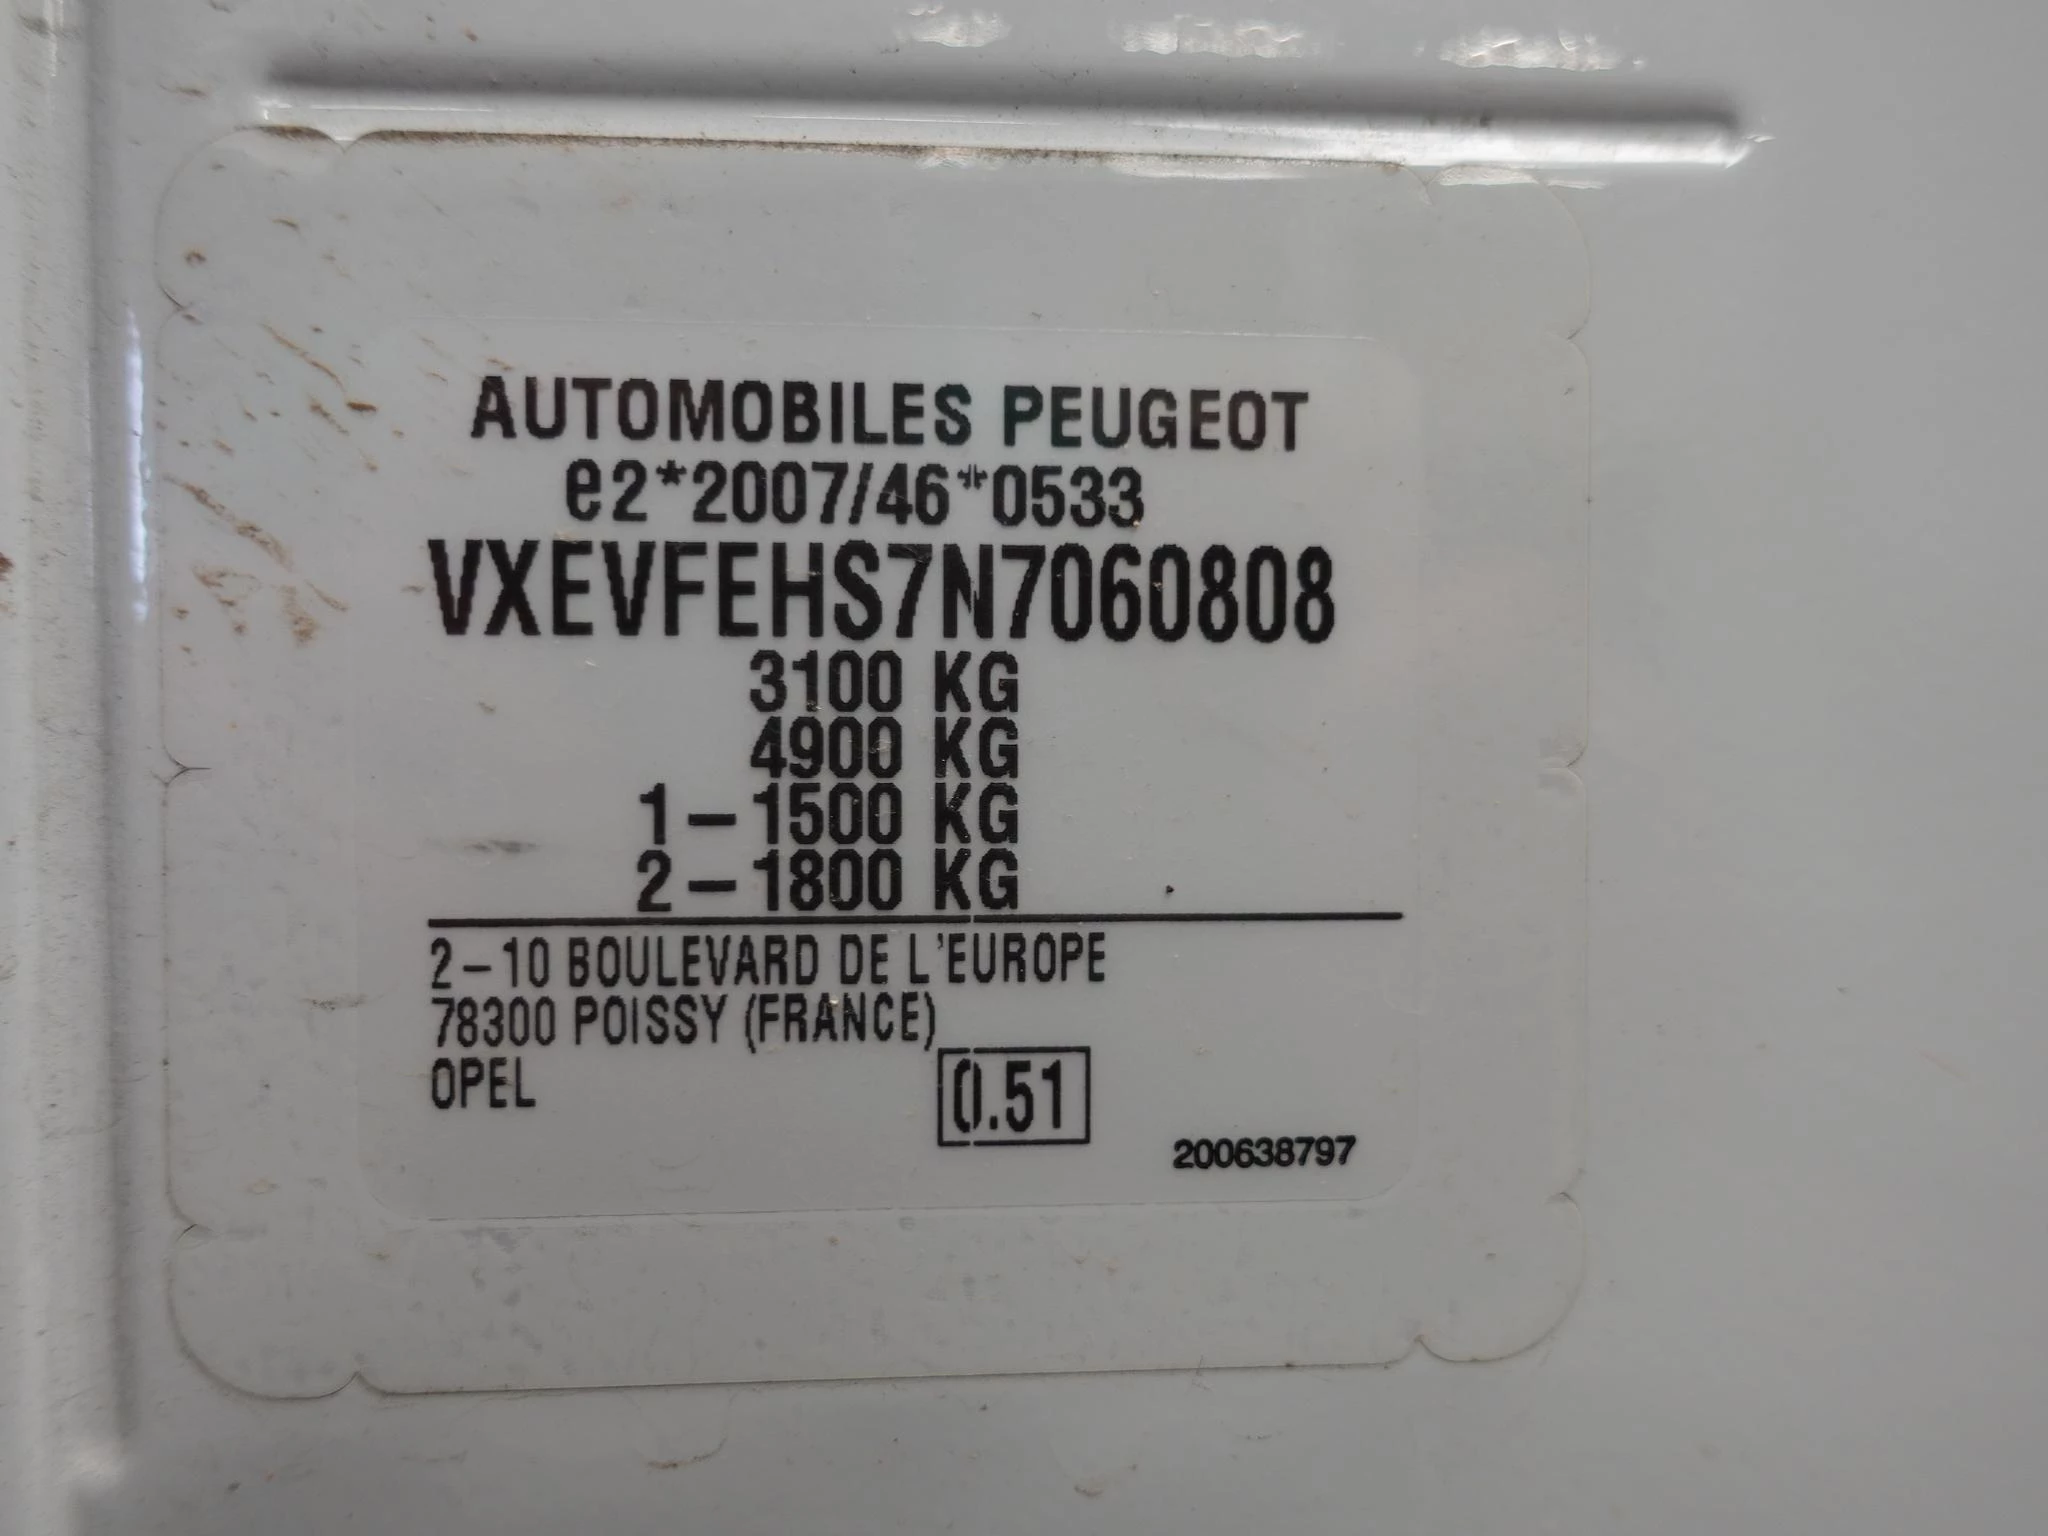 AUTOMOBILES PEUGEOT
e2*2007/46*0533
VXEVFEHS7N7060808
3100 KG
4900 KG
1-1500 KG
2-1800 KG
2-10 BOULEVARD DE L'EUROPE
78300 POISSY (FRANCE)
OPEL
0.51
200638797